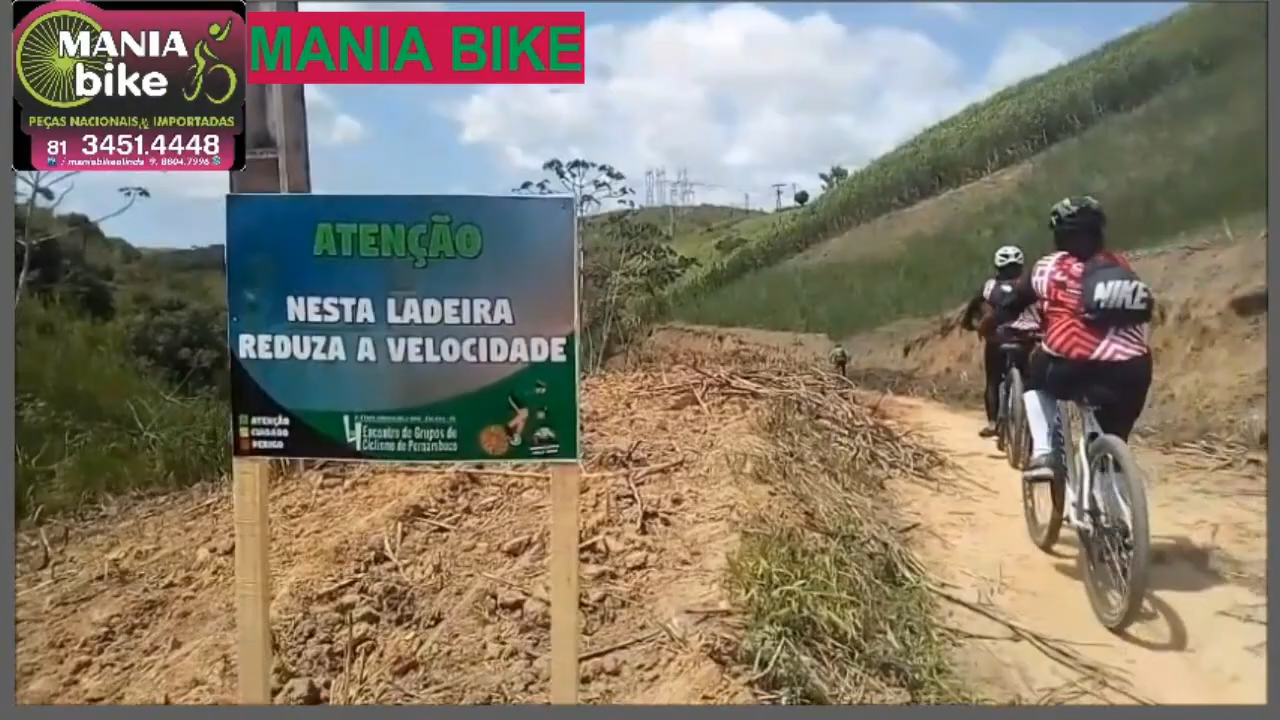 MANIA
bike
PEÇAS NACIONAIS & IMPORTADAS
81 3451.4448
MANIA BIKE
ATENÇÃO
NESTA LADEIRA
REDUZA A VELOCIDADE
ATENÇÃO
CUIDADO
PERIGO
Encontro de Grupos de
Ciclismo de Pernambuco
NIKE